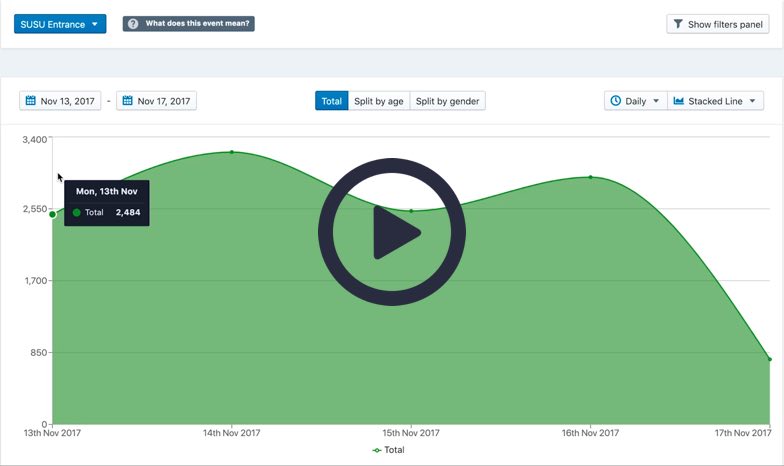 SUSU Entrance
? What does this event mean?
Show filters panel
Nov 13, 2017 - Nov 17, 2017
Total Split by age Split by gender
Daily Stacked Line
3,400
2,550
1,700
850
0
Mon, 13th Nov
Total 2,484
13th Nov 2017 14th Nov 2017 15th Nov 2017 16th Nov 2017 17th Nov 2017
Total